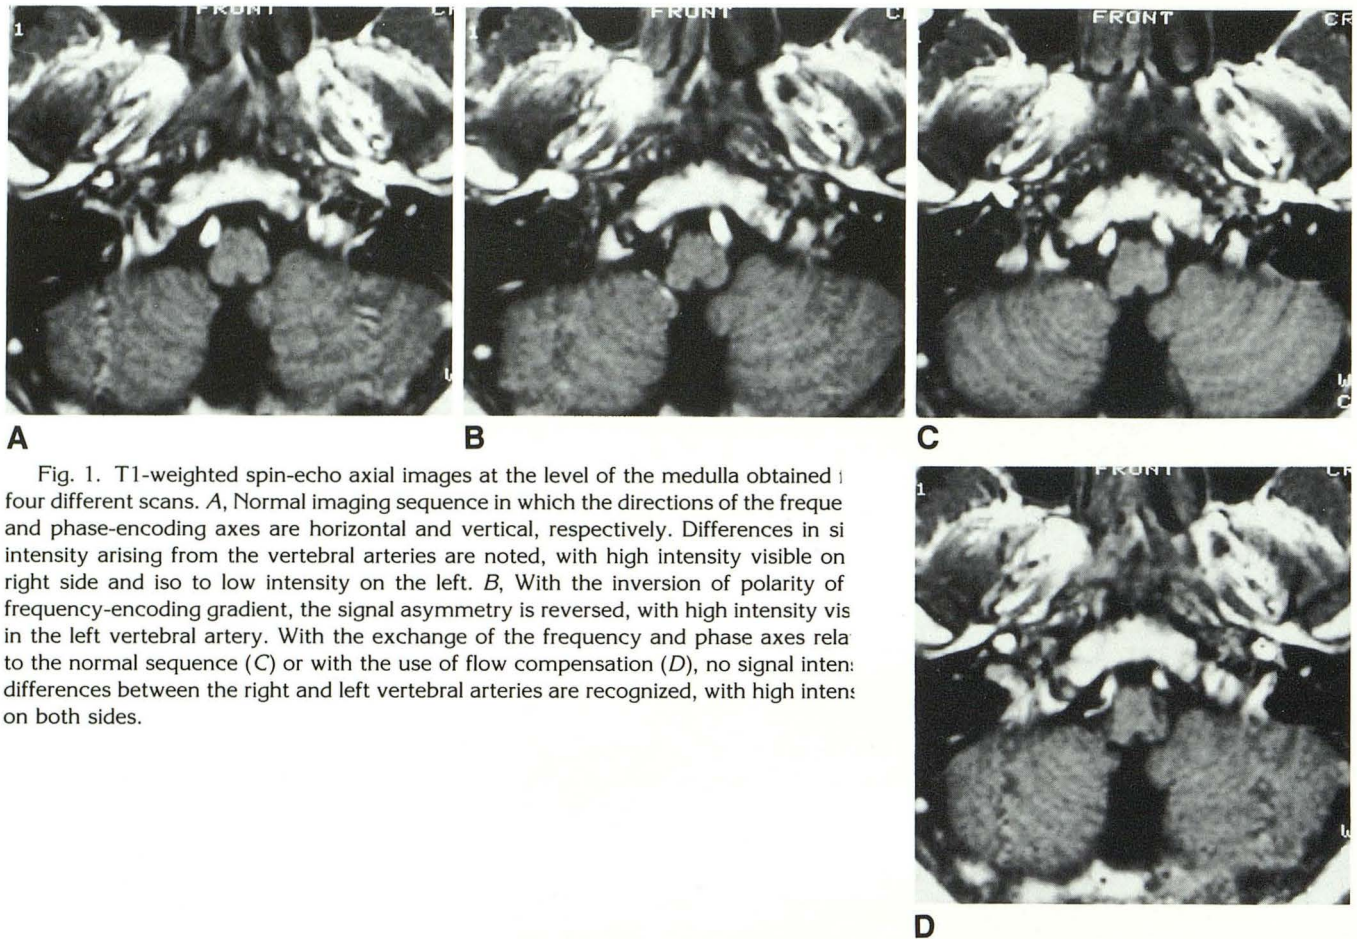 1
FRONT
1
FRONT
FRONT
CR
W
C
A
B
C
Fig. 1. T1-weighted spin-echo axial images at the level of the medulla obtained
four different scans. A, Normal imaging sequence in which the directions of the freque
and phase-encoding axes are horizontal and vertical, respectively. Differences in si
intensity arising from the vertebral arteries are noted, with high intensity visible on
right side and iso to low intensity on the left. B, With the inversion of polarity of
frequency-encoding gradient, the signal asymmetry is reversed, with high intensity vis
in the left vertebral artery. With the exchange of the frequency and phase axes rela
to the normal sequence (C) or with the use of flow compensation (D), no signal inten
differences between the right and left vertebral arteries are recognized, with high intens
on both sides.
1
FRONT
CR
D